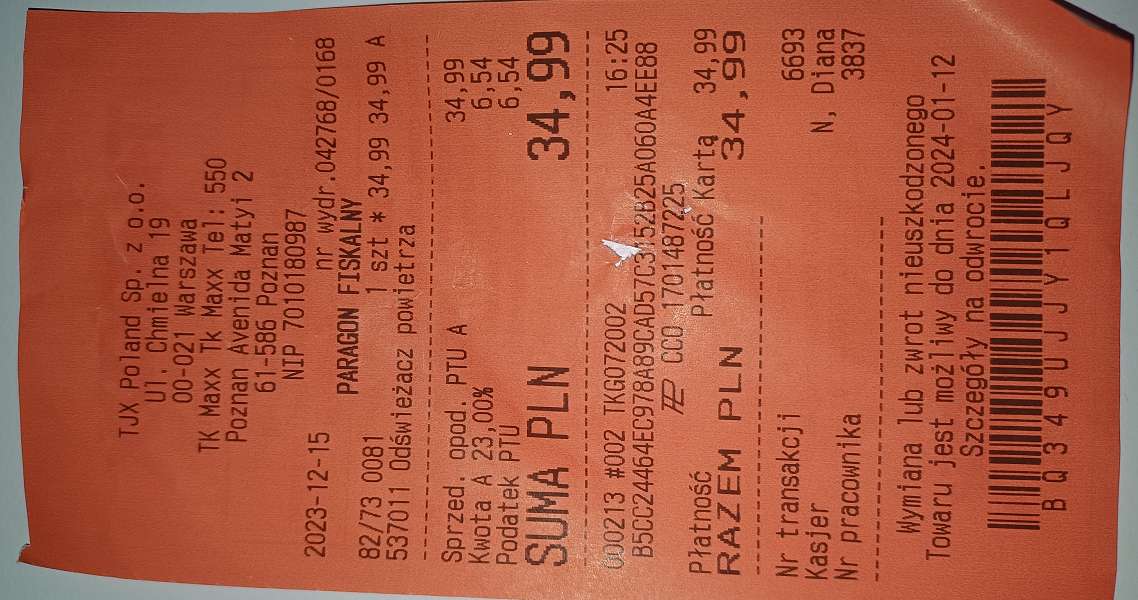 TJX Poland Sp. z o.o.
Ul. Chmielna 19
00-021 Warszawa
TK Maxx Tk Maxx Tel: 550
Poznan Avenida Matyi 2
61-586 Poznan
NIP 7010180987
2023-12-15 nr wydr.042768/0168
PARAGON FISKALNY
82/73 0081 1 szt * 34,99 34,99 A
537011 Odświeżacz powietrza
Sprzed. opod. PTU A 34,99
Kwota A 23,00% 6,54
Podatek PTU 6,54
SUMA PLN 34,99
000213 #002 TKG072002 16:25
B5CC24464EC978A89CAD57C3152B25A060A4EE88
CCO 1701487225
Płatność Płatność Kartą 34,99
RAZEM PLN 34,99
Nr transakcji 6693
Kasjer N, Diana
Nr pracownika 3837
Wymiana lub zwrot nieuszkodzonego
Towaru jest możliwy do dnia 2024-01-12
Szczegóły na odwrocie.